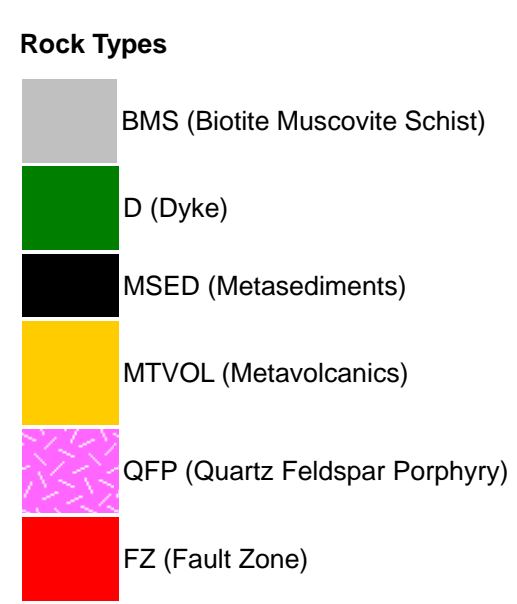 Rock Types
BMS (Biotite Muscovite Schist)
D (Dyke)
MSED (Metasediments)
MTVOL (Metavolcanics)
QFP (Quartz Feldspar Porphyry)
FZ (Fault Zone)